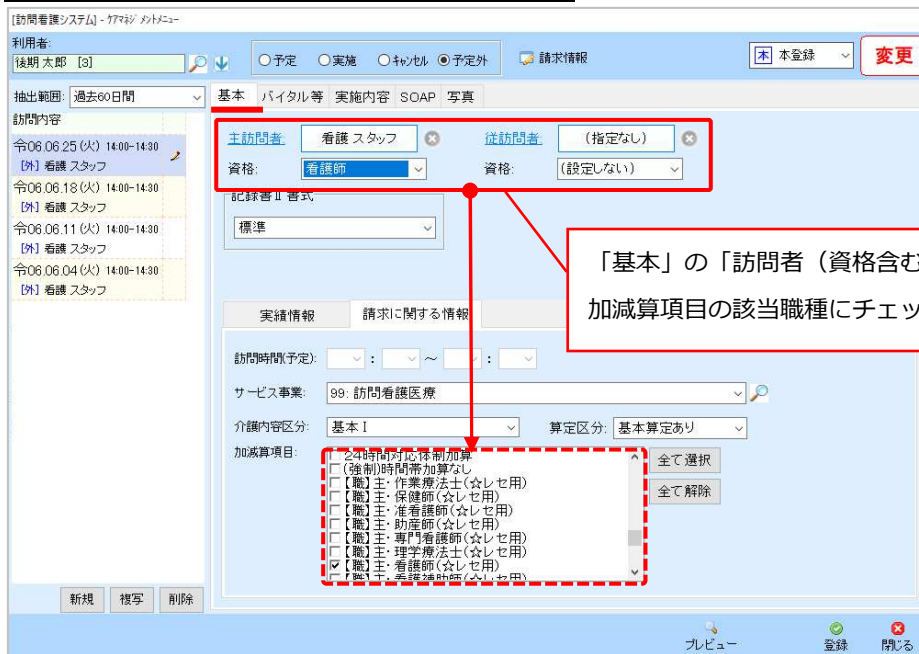 [訪問看護システム] - ケアマネジメントメニュー
利用者:
後期 太郎 [3]
○予定 ○実施 ○キャンセル ◉予定外 請求情報
本 本登録 変更
抽出範囲: 過去60日間
基本 バイタル等 実施内容 SOAP 写真
訪問内容
令06.06.25(火) 14:00-14:30
[外] 看護 スタッフ
令06.06.18(火) 14:00-14:30
[外] 看護 スタッフ
令06.06.11(火) 14:00-14:30
[外] 看護 スタッフ
令06.06.04(火) 14:00-14:30
[外] 看護 スタッフ
主訪問者: 看護 スタッフ 従訪問者: (指定なし)
資格: 看護師 資格: (設定しない)
記録書Ⅱ 書式
標準
「基本」の「訪問者（資格含む
加減算項目の該当職種にチェッ
実績情報 請求に関する情報
訪問時間(予定): : ～ :
サービス事業: 99: 訪問看護医療
介護内容区分: 基本Ⅰ 算定区分: 基本算定あり
加減算項目:
24時間対応体制加算
(強制)時間帯加算なし
【職】主・作業療法士(☆レセ用)
【職】主・保健師(☆レセ用)
【職】主・准看護師(☆レセ用)
【職】主・助産師(☆レセ用)
【職】主・専門看護師(☆レセ用)
【職】主・理学療法士(☆レセ用)
【職】主・看護師(☆レセ用)
【職】主・看護補助師(☆レセ用)
全て選択
全て解除
新規 複写 削除
プレビュー 登録 閉じる